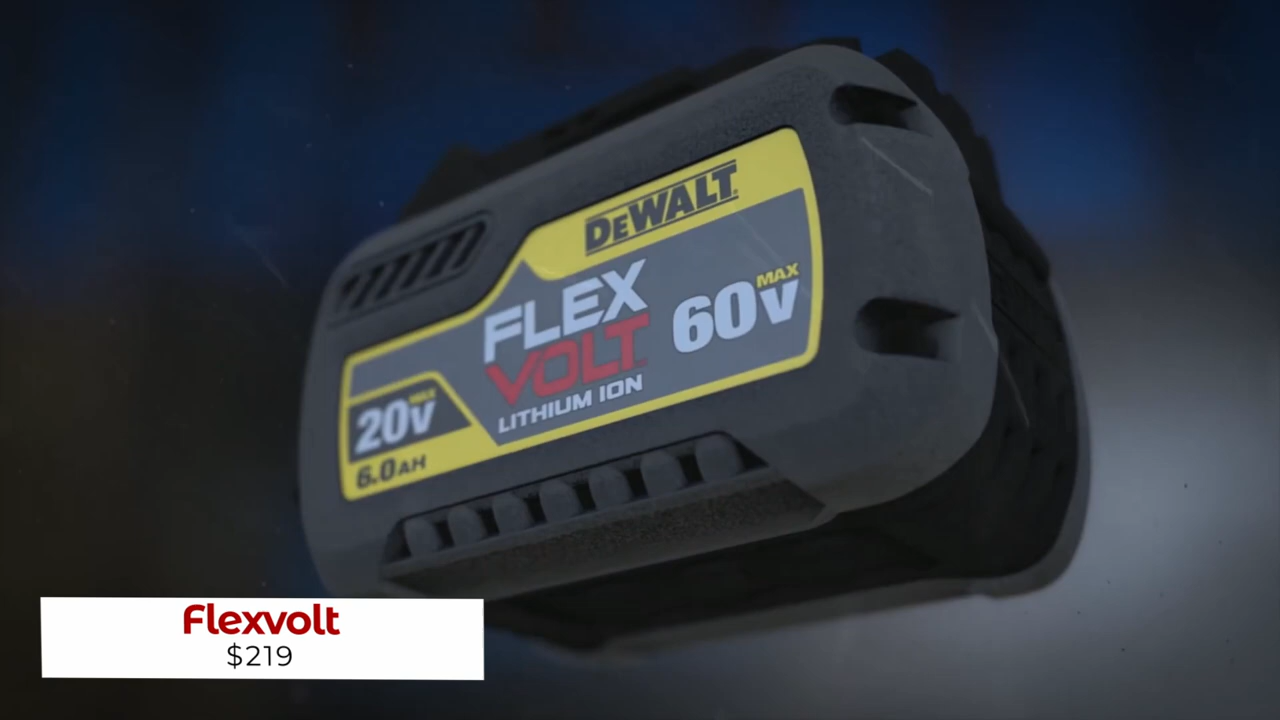 DEWALT
FLEX
VOLT
LITHIUM ION
60V MAX
20V MAX
6.0AH
Flexvolt
$219